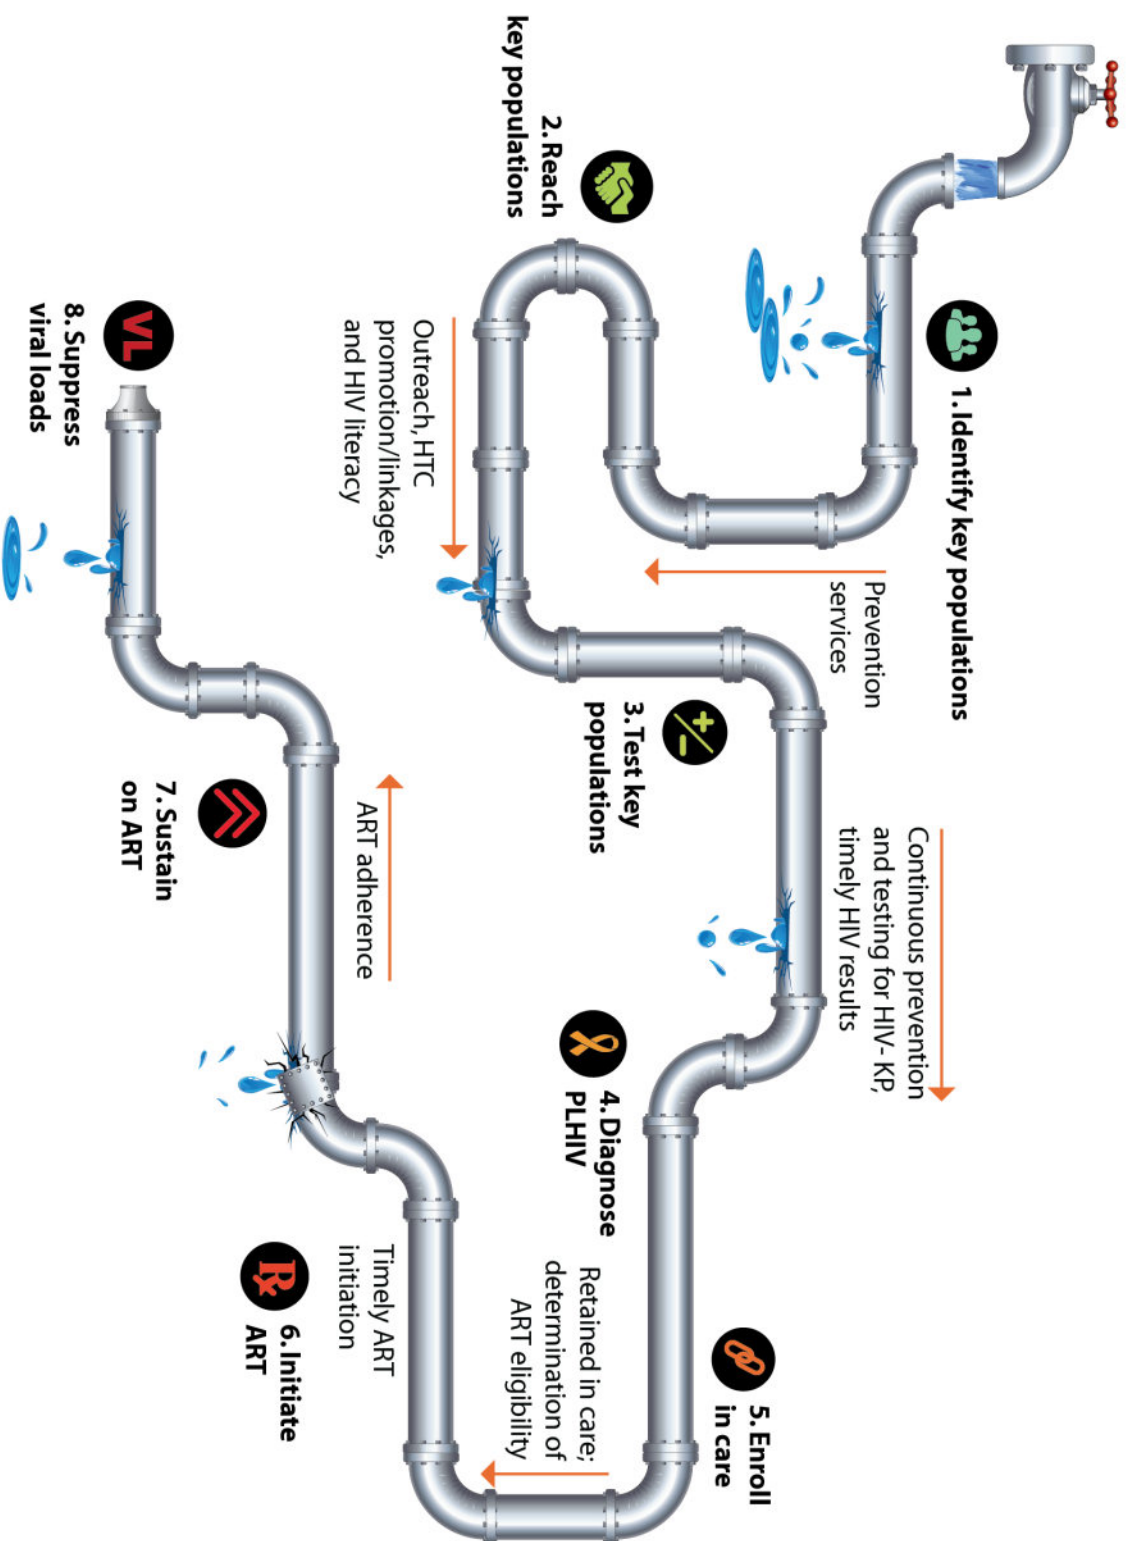 1. Identify key populations
Prevention
services
2. Reach
key populations
Outreach, HTC
promotion/linkages,
and HIV literacy
3. Test key
populations
Continuous prevention
and testing for HIV- KP,
timely HIV results
4. Diagnose
PLHIV
5. Enroll
in care
Retained in care;
determination of
ART eligibility
6. Initiate
ART
Timely ART
initiation
ART adherence
7. Sustain
on ART
8. Suppress
viral loads
+/-
Rx
VL